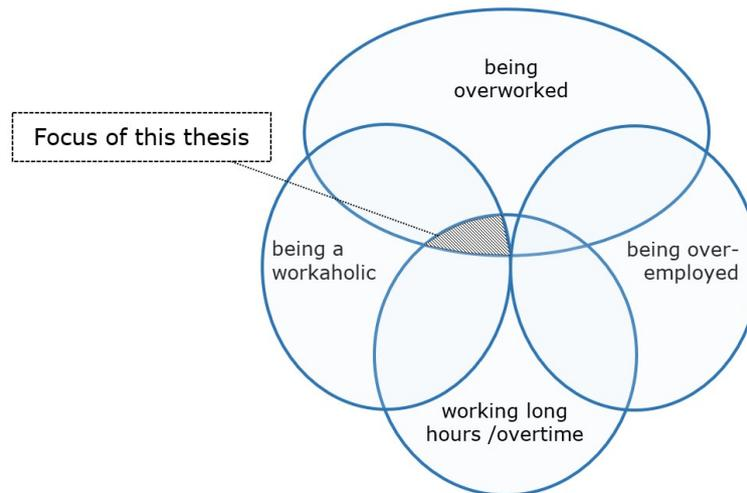 being
overworked
Focus of this thesis
being a
workaholic
being over-
employed
working long
hours /overtime